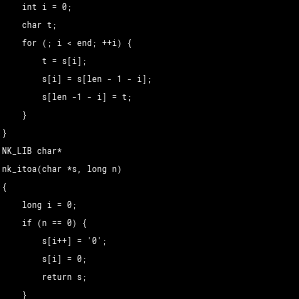 int i = 0;
    char t;
    for (; i < end; ++i) {
        t = s[i];
        s[i] = s[len - 1 - i];
        s[len -1 - i] = t;
    }
}
NK_LIB char*
nk_itoa(char *s, long n)
{
    long i = 0;
    if (n == 0) {
        s[i++] = '0';
        s[i] = 0;
        return s;
    }